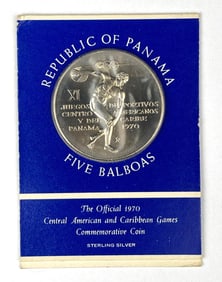 REPUBLIC OF PANAMA
XI
JUEGOS DEPORTIVOS
CENTRO
Y DEL CARIBE
PANAMA 1970
FIVE BALBOAS
The Official 1970
Central American and Caribbean Games
Commemorative Coin
STERLING SILVER